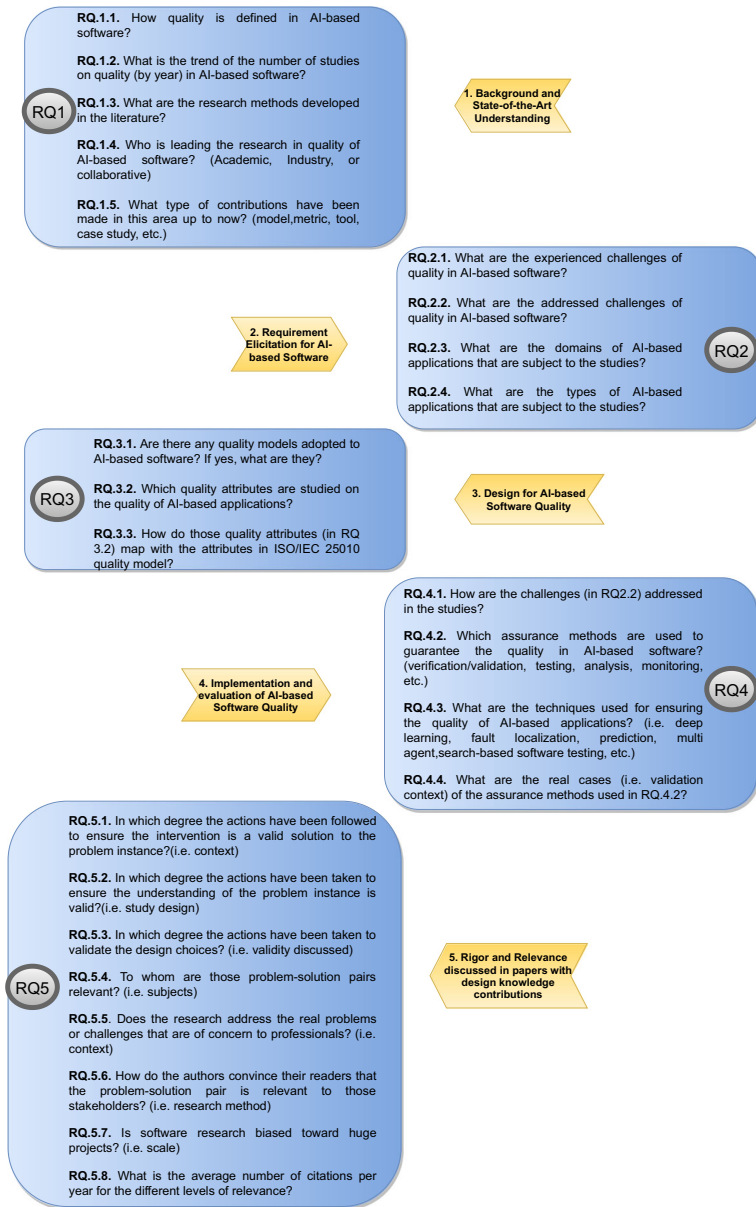 RQ.1.1. How quality is defined in AI-based
software?
RQ.1.2. What is the trend of the number of studies
on quality (by year) in AI-based software?
RQ.1.3. What are the research methods developed
in the literature?
RQ.1.4. Who is leading the research in quality of
AI-based software? (Academic, Industry, or
collaborative)
RQ.1.5. What type of contributions have been
made in this area up to now? (model,metric, tool,
case study, etc.)
RQ1
1. Background and
State-of-the-Art
Understanding
RQ.2.1. What are the experienced challenges of
quality in AI-based software?
RQ.2.2. What are the addressed challenges of
quality in AI-based software?
RQ.2.3. What are the domains of AI-based
applications that are subject to the studies?
RQ.2.4. What are the types of AI-based
applications that are subject to the studies?
RQ2
2. Requirement
Elicitation for AI-
based Software
RQ.3.1. Are there any quality models adopted to
AI-based software? If yes, what are they?
RQ.3.2. Which quality attributes are studied on
the quality of AI-based applications?
RQ.3.3. How do those quality attributes (in RQ
3.2) map with the attributes in ISO/IEC 25010
quality model?
RQ3
3. Design for AI-based
Software Quality
RQ.4.1. How are the challenges (in RQ2.2) addressed
in the studies?
RQ.4.2. Which assurance methods are used to
guarantee the quality in AI-based software?
(verification/validation, testing, analysis, monitoring,
etc.)
RQ.4.3. What are the techniques used for ensuring
the quality of AI-based applications? (i.e. deep
learning, fault localization, prediction, multi
agent,search-based software testing, etc.)
RQ.4.4. What are the real cases (i.e. validation
context) of the assurance methods used in RQ.4.2?
RQ4
4. Implementation and
evaluation of AI-based
Software Quality
RQ.5.1. In which degree the actions have been followed
to ensure the intervention is a valid solution to the
problem instance?(i.e. context)
RQ.5.2. In which degree the actions have been taken to
ensure the understanding of the problem instance is
valid?(i.e. study design)
RQ.5.3. In which degree the actions have been taken to
validate the design choices? (i.e. validity discussed)
RQ.5.4. To whom are those problem-solution pairs
relevant? (i.e. subjects)
RQ.5.5. Does the research address the real problems
or challenges that are of concern to professionals? (i.e.
context)
RQ.5.6. How do the authors convince their readers that
the problem-solution pair is relevant to those
stakeholders? (i.e. research method)
RQ.5.7. Is software research biased toward huge
projects? (i.e. scale)
RQ.5.8. What is the average number of citations per
year for the different levels of relevance?
RQ5
5. Rigor and Relevance
discussed in papers with
design knowledge
contributions